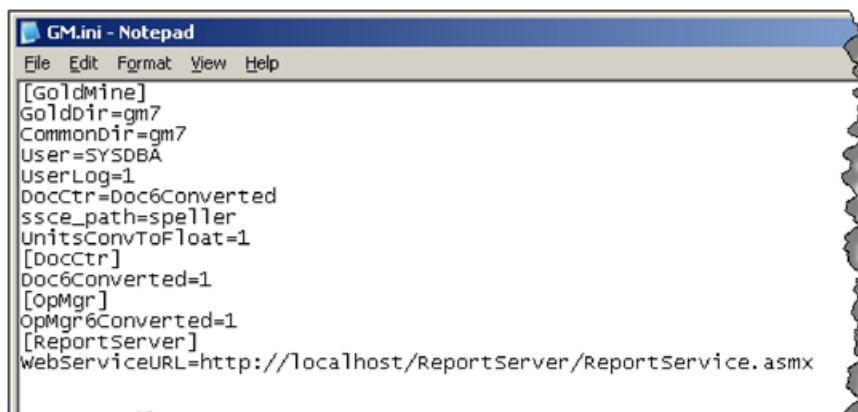 GM.ini - Notepad
File Edit Format View Help
[GoldMine]
GoldDir=gm7
CommonDir=gm7
User=SYSDBA
UserLog=1
DocCtr=Doc6Converted
ssce_path=speller
UnitsConvToFloat=1
[DocCtr]
Doc6Converted=1
[OpMgr]
OpMgr6Converted=1
[ReportServer]
WebServiceURL=http://localhost/ReportServer/ReportService.asmx